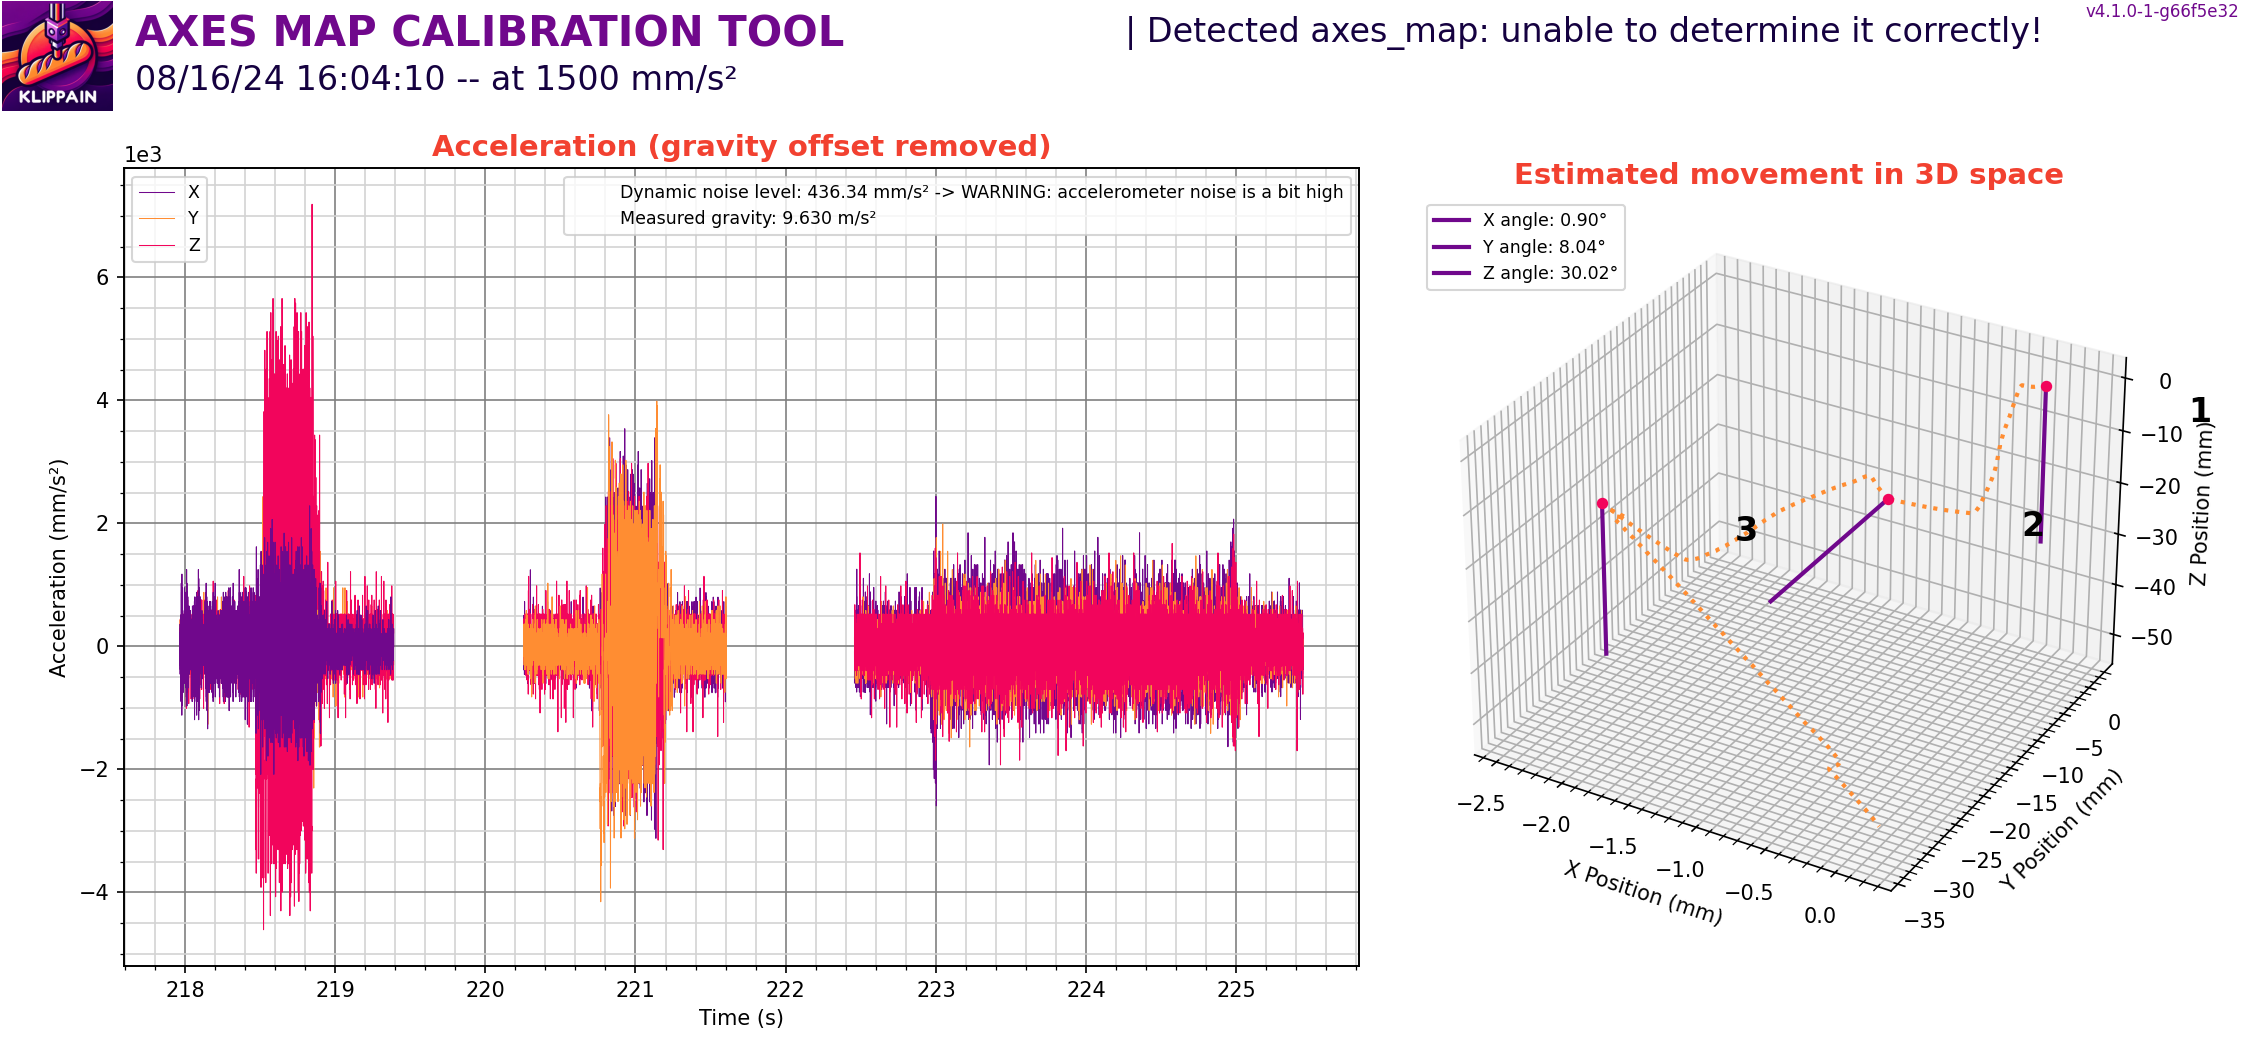 KLIPPAIN
AXES MAP CALIBRATION TOOL
08/16/24 16:04:10 -- at 1500 mm/s²
| Detected axes_map: unable to determine it correctly!
v4.1.0-1-g66f5e32
Acceleration (gravity offset removed)
1e3
X
Y
Z
Dynamic noise level: 436.34 mm/s² -> WARNING: accelerometer noise is a bit high
Measured gravity: 9.630 m/s²
Acceleration (mm/s²)
6
4
2
0
−2
−4
218
219
220
221
222
223
224
225
Time (s)
Estimated movement in 3D space
X angle: 0.90°
Y angle: 8.04°
Z angle: 30.02°
1
2
3
0
−10
−20
−30
−40
−50
Z Position (mm)
0
−5
−10
−15
−20
−25
−30
−35
Y Position (mm)
−2.5
−2.0
−1.5
−1.0
−0.5
0.0
X Position (mm)